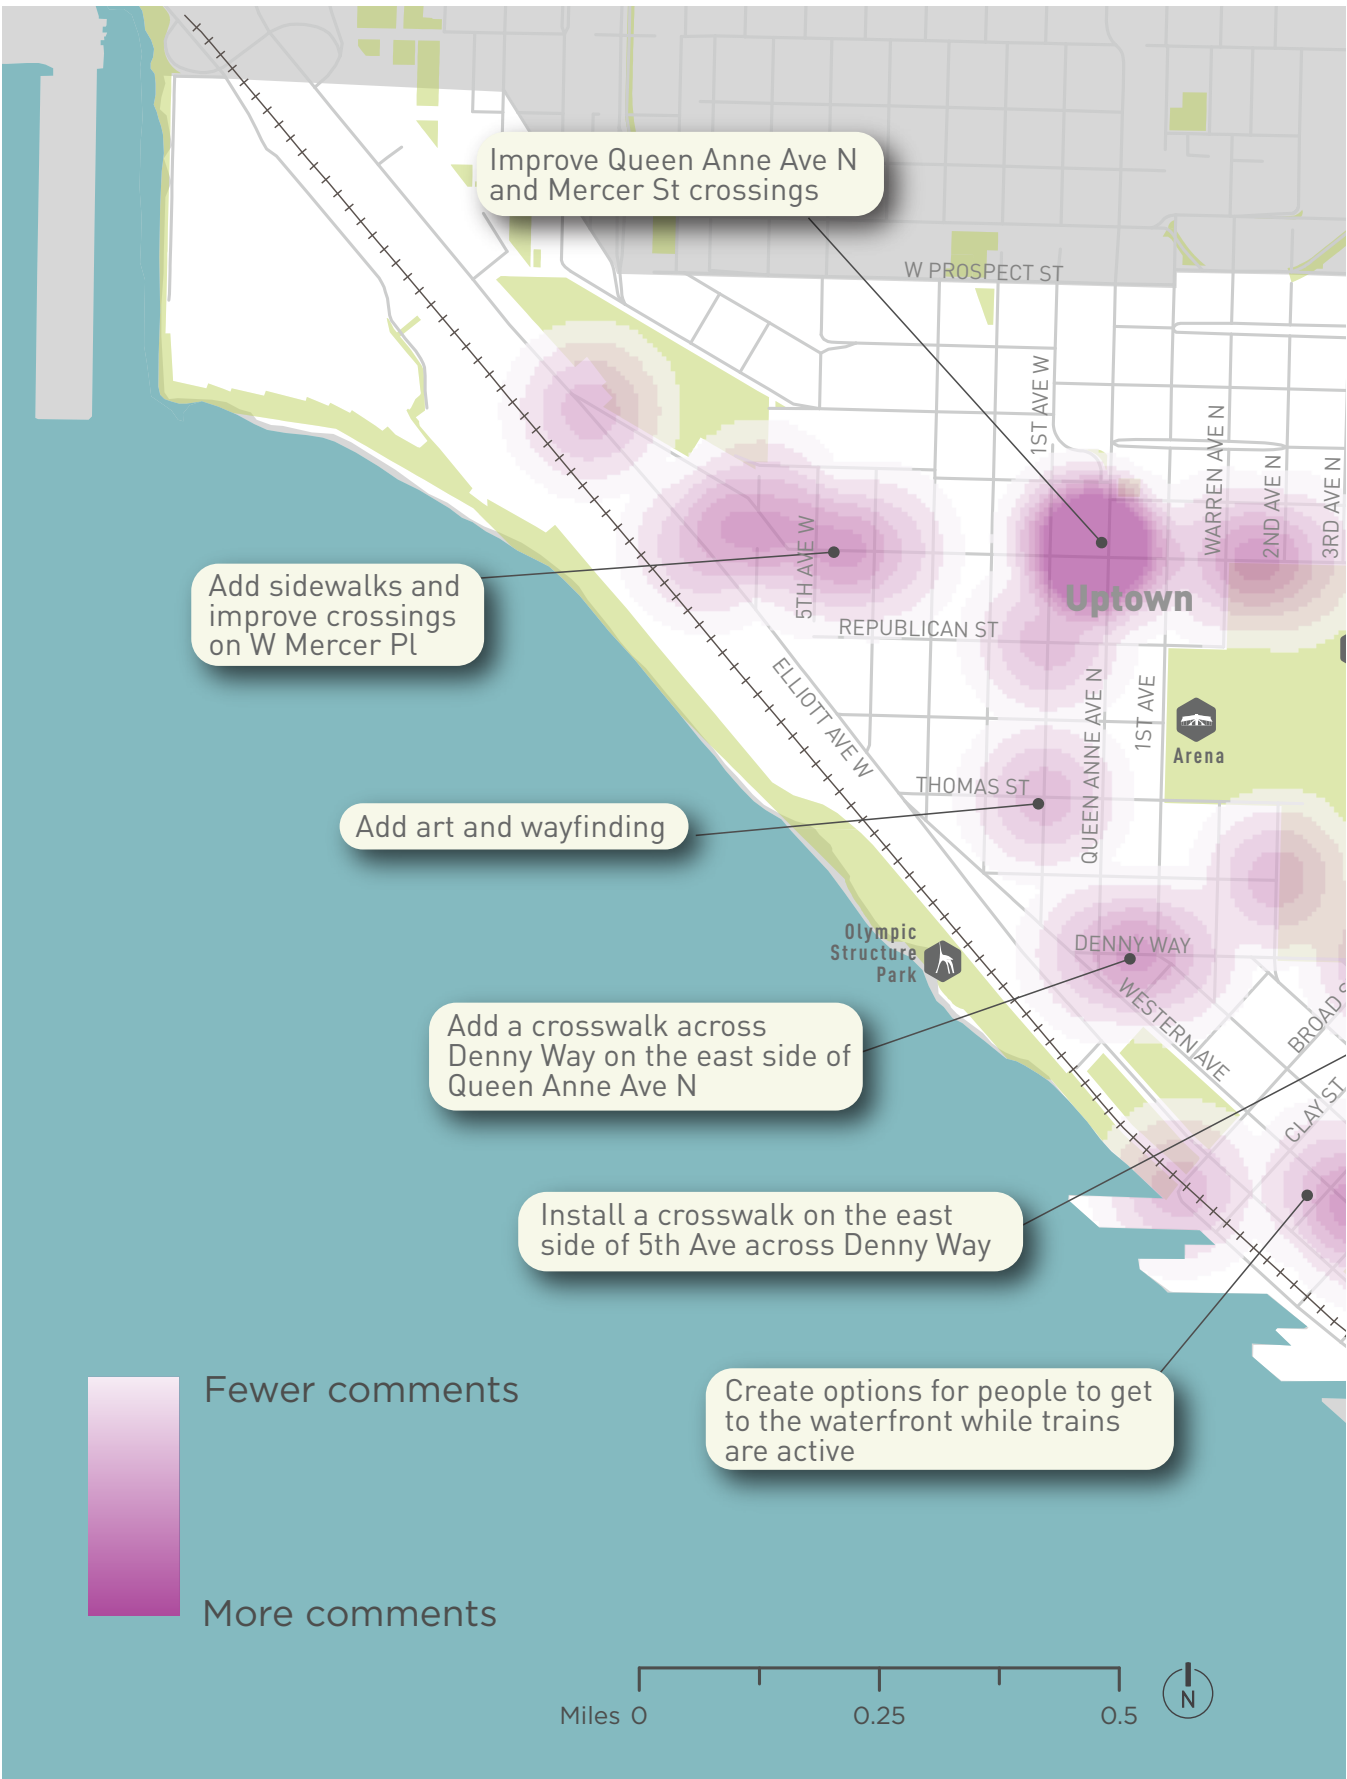 Improve Queen Anne Ave N
and Mercer St crossings
W PROSPECT ST
1ST AVE W
WARREN AVE N
2ND AVE N
3RD AVE N
5TH AVE W
Add sidewalks and
improve crossings
on W Mercer Pl
Uptown
REPUBLICAN ST
ELLIOTT AVE W
QUEEN ANNE AVE N
1ST AVE
Arena
THOMAS ST
Add art and wayfinding
Olympic
Structure
Park
DENNY WAY
WESTERN AVE
BROAD S
CLAY ST
Add a crosswalk across
Denny Way on the east side of
Queen Anne Ave N
Install a crosswalk on the east
side of 5th Ave across Denny Way
Create options for people to get
to the waterfront while trains
are active
Fewer comments
More comments
Miles 0 0.25 0.5
N